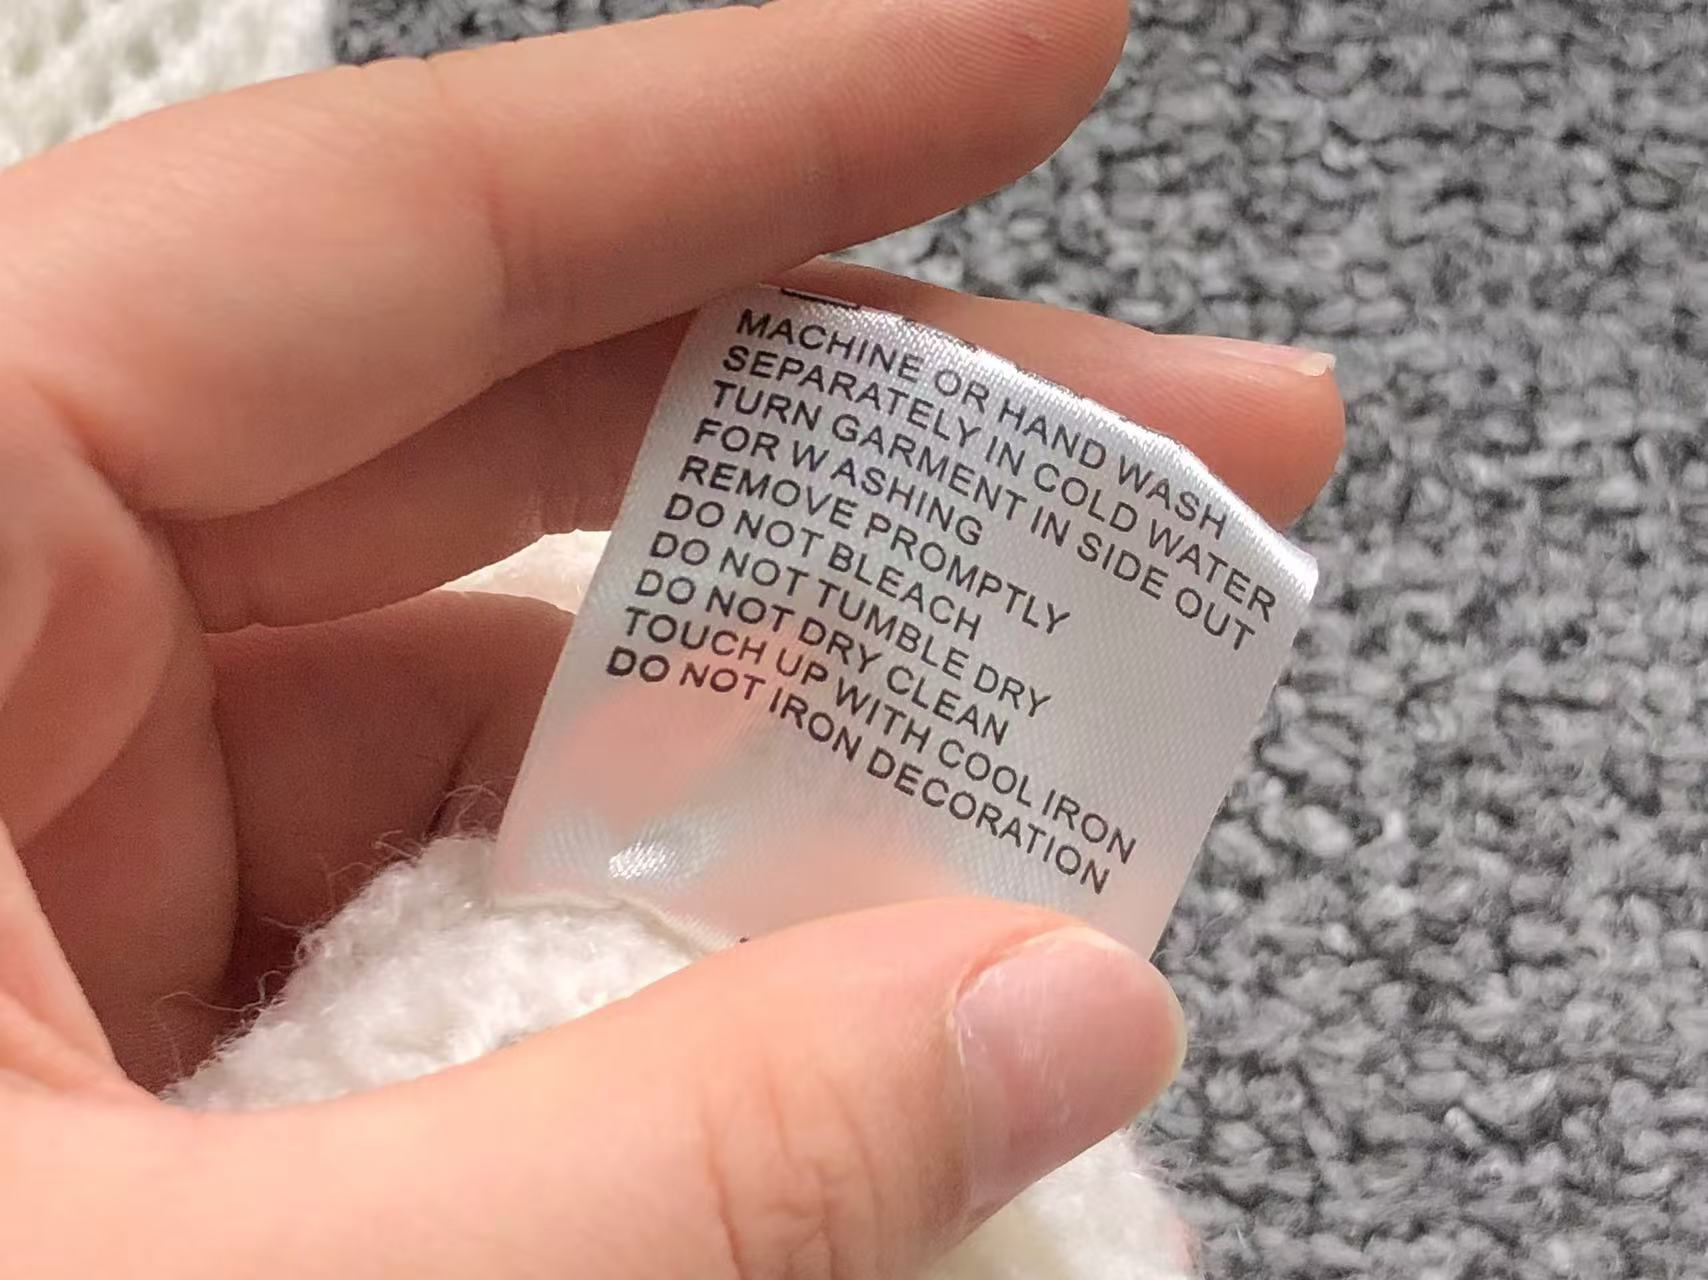 MACHINE OR HAND WASH
SEPARATELY IN COLD WATER
TURN GARMENT IN SIDE OUT
FOR WASHING
REMOVE PROMPTLY
DO NOT BLEACH
DO NOT TUMBLE DRY
DO NOT DRY CLEAN
TOUCH UP WITH COOL IRON
DO NOT IRON DECORATION